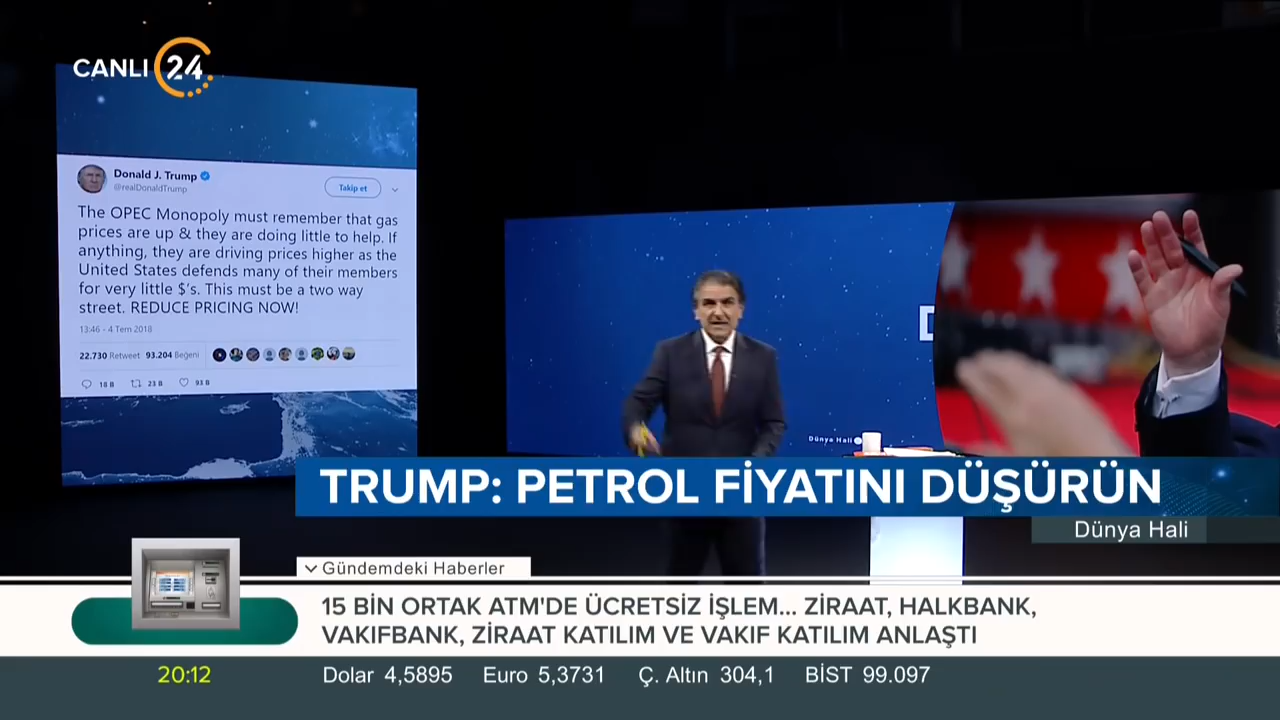 CANLI 24
Donald J. Trump
@realDonaldTrump
Takip et
The OPEC Monopoly must remember that gas
prices are up & they are doing little to help. If
anything, they are driving prices higher as the
United States defends many of their members
for very little $'s. This must be a two way
street. REDUCE PRICING NOW!
13:46 - 4 Tem 2018
22.730 Retweet 93.204 Beğeni
18 B 23 B 93 B
D
Dünya Hali
TRUMP: PETROL FİYATINI DÜŞÜRÜN
Dünya Hali
Gündemdeki Haberler
15 BİN ORTAK ATM'DE ÜCRETSİZ İŞLEM... ZİRAAT, HALKBANK,
VAKIFBANK, ZİRAAT KATILIM VE VAKIF KATILIM ANLAŞTI
20:12 Dolar 4,5895 Euro 5,3731 Ç. Altın 304,1 BİST 99.097